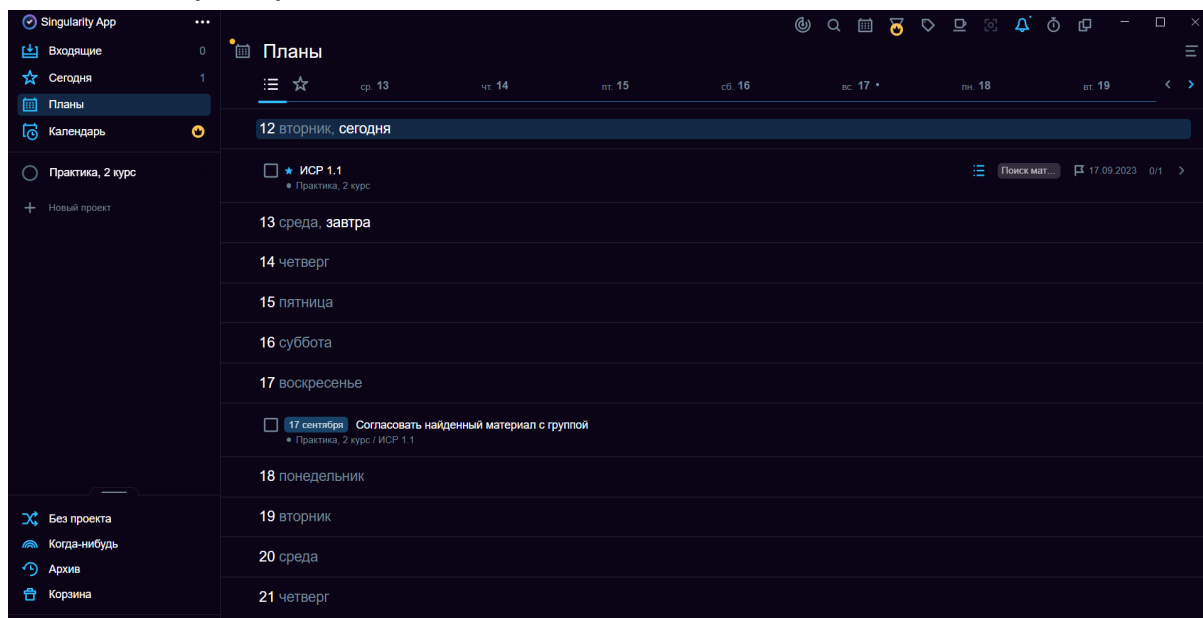 Singularity App
Входящие 0
Сегодня 1
Планы
Календарь
Практика, 2 курс
Новый проект
Без проекта
Когда-нибудь
Архив
Корзина
Планы
ср. 13 чт. 14 пт. 15 сб. 16 вс. 17 • пн. 18 вт. 19
12 вторник, сегодня
ИСР 1.1 Поиск мат... 17.09.2023 0/1
Практика, 2 курс
13 среда, завтра
14 четверг
15 пятница
16 суббота
17 воскресенье
17 сентября Согласовать найденный материал с группой
Практика, 2 курс / ИСР 1.1
18 понедельник
19 вторник
20 среда
21 четверг